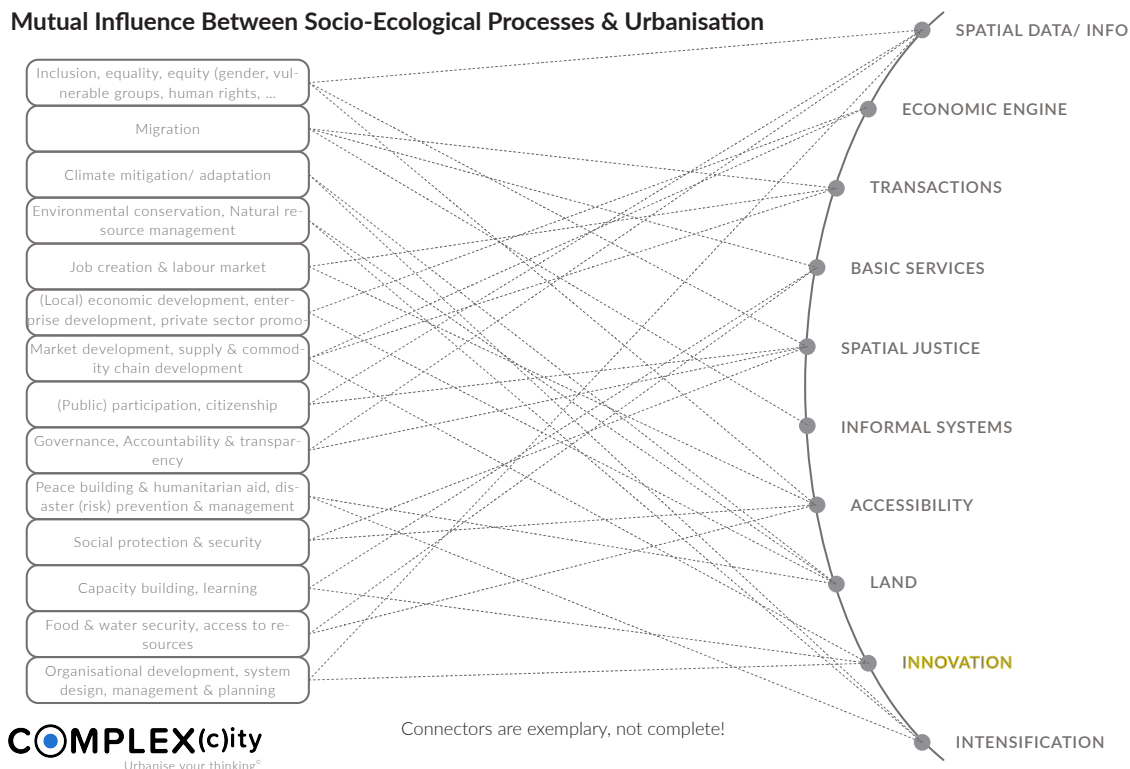 Mutual Influence Between Socio-Ecological Processes & Urbanisation
Inclusion, equality, equity (gender, vul-
nerable groups, human rights, ...
Migration
Climate mitigation/ adaptation
Environmental conservation, Natural re-
source management
Job creation & labour market
(Local) economic development, enter-
prise development, private sector promo-
Market development, supply & commod-
ity chain development
(Public) participation, citizenship
Governance, Accountability & transpar-
ency
Peace building & humanitarian aid, dis-
aster (risk) prevention & management
Social protection & security
Capacity building, learning
Food & water security, access to re-
sources
Organisational development, system
design, management & planning
SPATIAL DATA/ INFO
ECONOMIC ENGINE
TRANSACTIONS
BASIC SERVICES
SPATIAL JUSTICE
INFORMAL SYSTEMS
ACCESSIBILITY
LAND
INNOVATION
INTENSIFICATION
Connectors are exemplary, not complete!
COMPLEX(c)ity
Urbanise your thinking©